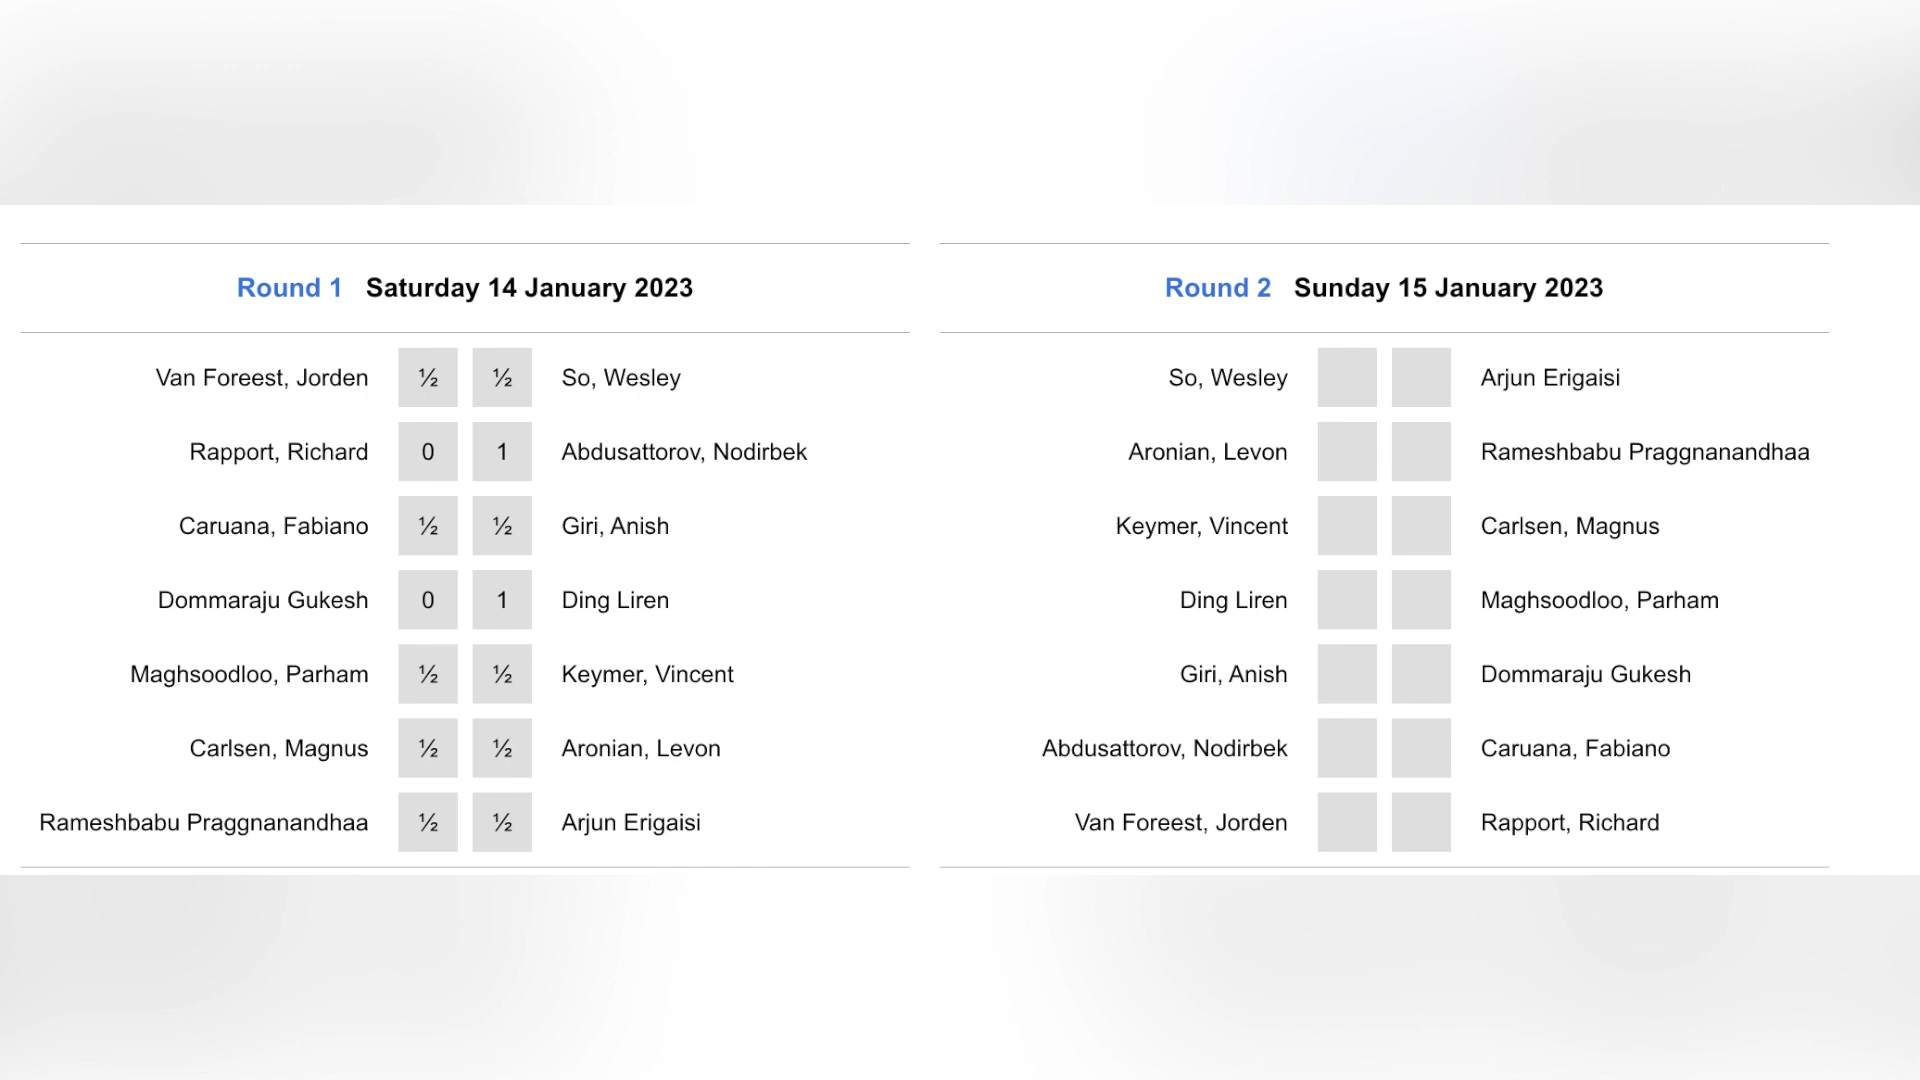 Round 1 Saturday 14 January 2023
Van Foreest, Jorden ½ ½ So, Wesley
Rapport, Richard 0 1 Abdusattorov, Nodirbek
Caruana, Fabiano ½ ½ Giri, Anish
Dommaraju Gukesh 0 1 Ding Liren
Maghsoodloo, Parham ½ ½ Keymer, Vincent
Carlsen, Magnus ½ ½ Aronian, Levon
Rameshbabu Praggnanandhaa ½ ½ Arjun Erigaisi
Round 2 Sunday 15 January 2023
So, Wesley Arjun Erigaisi
Aronian, Levon Rameshbabu Praggnanandhaa
Keymer, Vincent Carlsen, Magnus
Ding Liren Maghsoodloo, Parham
Giri, Anish Dommaraju Gukesh
Abdusattorov, Nodirbek Caruana, Fabiano
Van Foreest, Jorden Rapport, Richard